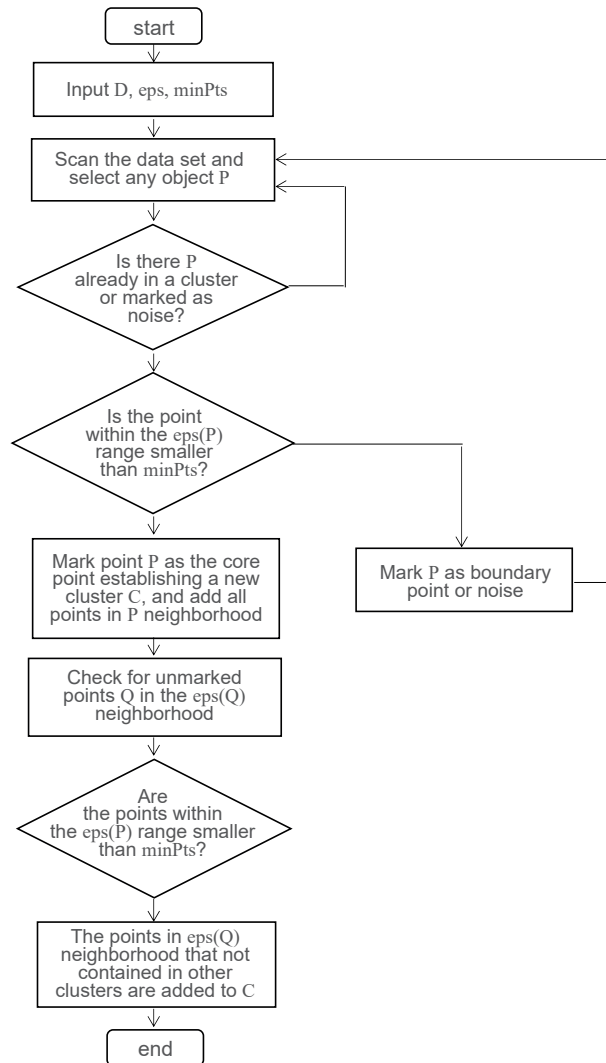 start
Input D, eps, minPts
Scan the data set and
select any object P
Is there P
already in a cluster
or marked as
noise?
Is the point
within the eps(P)
range smaller
than minPts?
Mark point P as the core
point establishing a new
cluster C, and add all
points in P neighborhood
Mark P as boundary
point or noise
Check for unmarked
points Q in the eps(Q)
neighborhood
Are
the points within
the eps(P) range smaller
than minPts?
The points in eps(Q)
neighborhood that not
contained in other
clusters are added to C
end